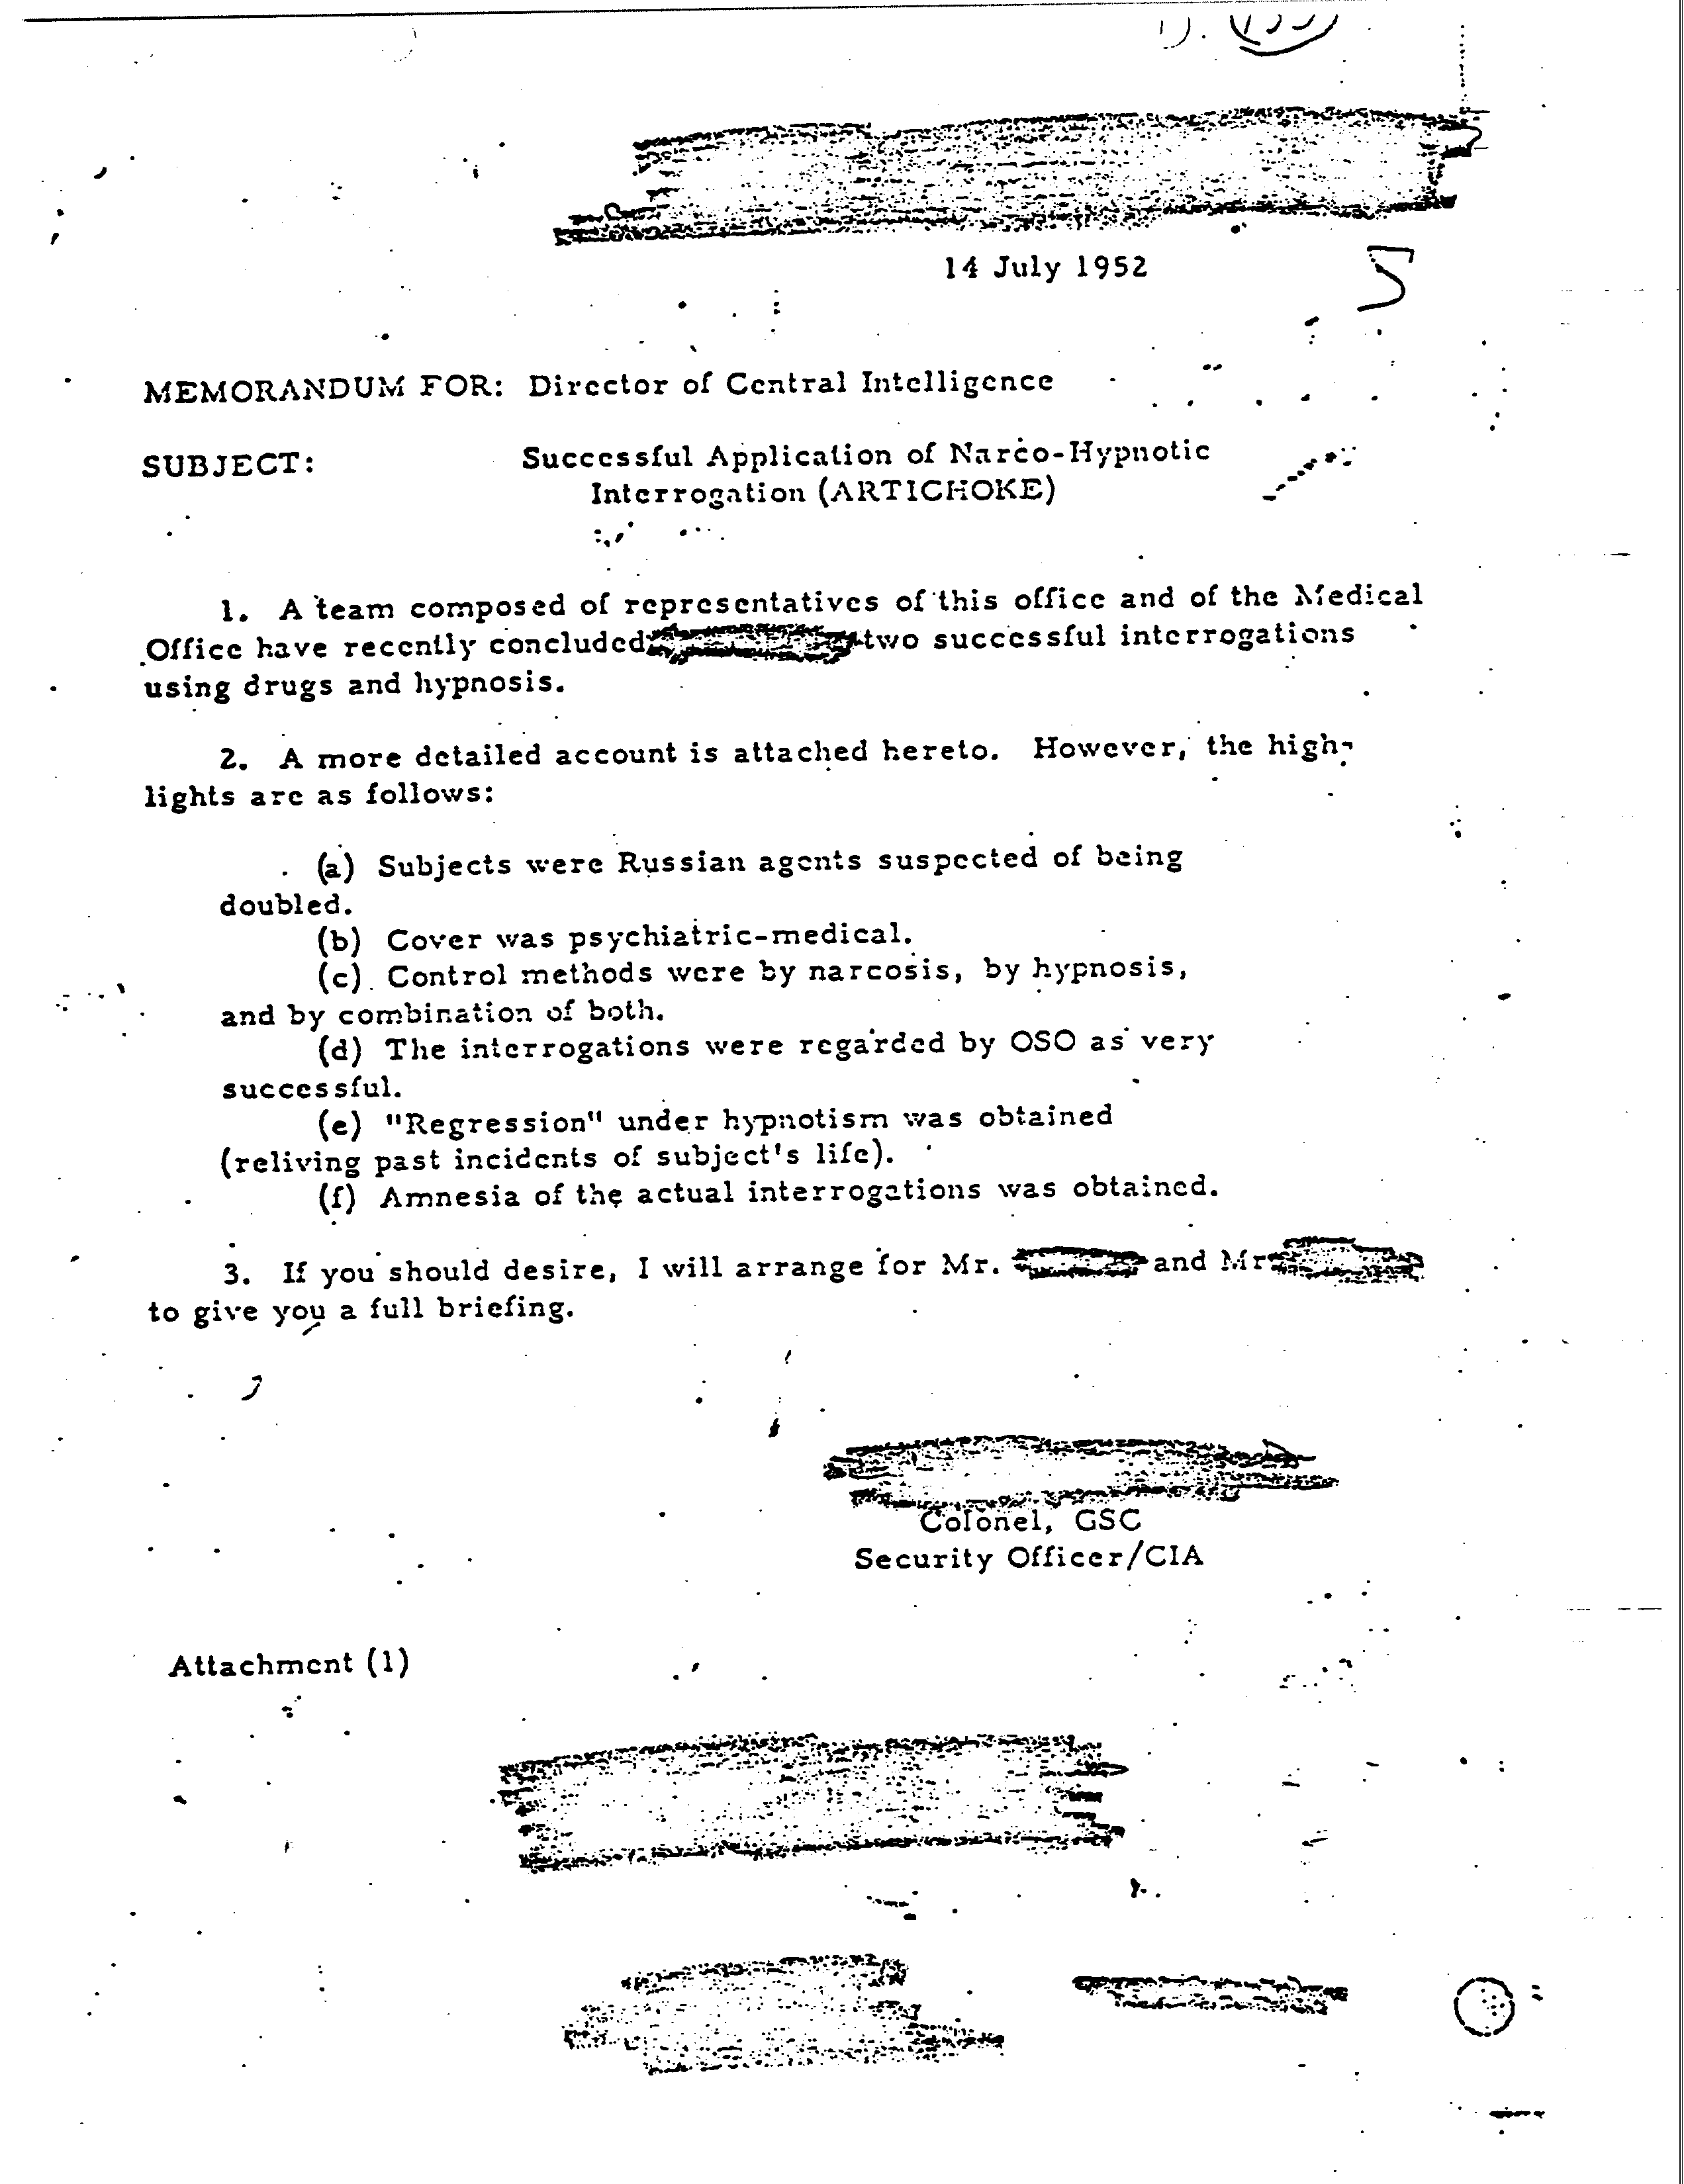 14 July 1952
5
MEMORANDUM FOR: Director of Central Intelligence
SUBJECT: Successful Application of Narco-Hypnotic
Interrogation (ARTICHOKE)
1. A team composed of representatives of this office and of the Medical
Office have recently concluded two successful interrogations
using drugs and hypnosis.
2. A more detailed account is attached hereto. However, the high-
lights are as follows:
(a) Subjects were Russian agents suspected of being
doubled.
(b) Cover was psychiatric-medical.
(c) Control methods were by narcosis, by hypnosis,
and by combination of both.
(d) The interrogations were regarded by OSO as very
successful.
(e) "Regression" under hypnotism was obtained
(reliving past incidents of subject's life).
(f) Amnesia of the actual interrogations was obtained.
3. If you should desire, I will arrange for Mr. and Mr
to give you a full briefing.
Colonel, GSC
Security Officer/CIA
Attachment (1)